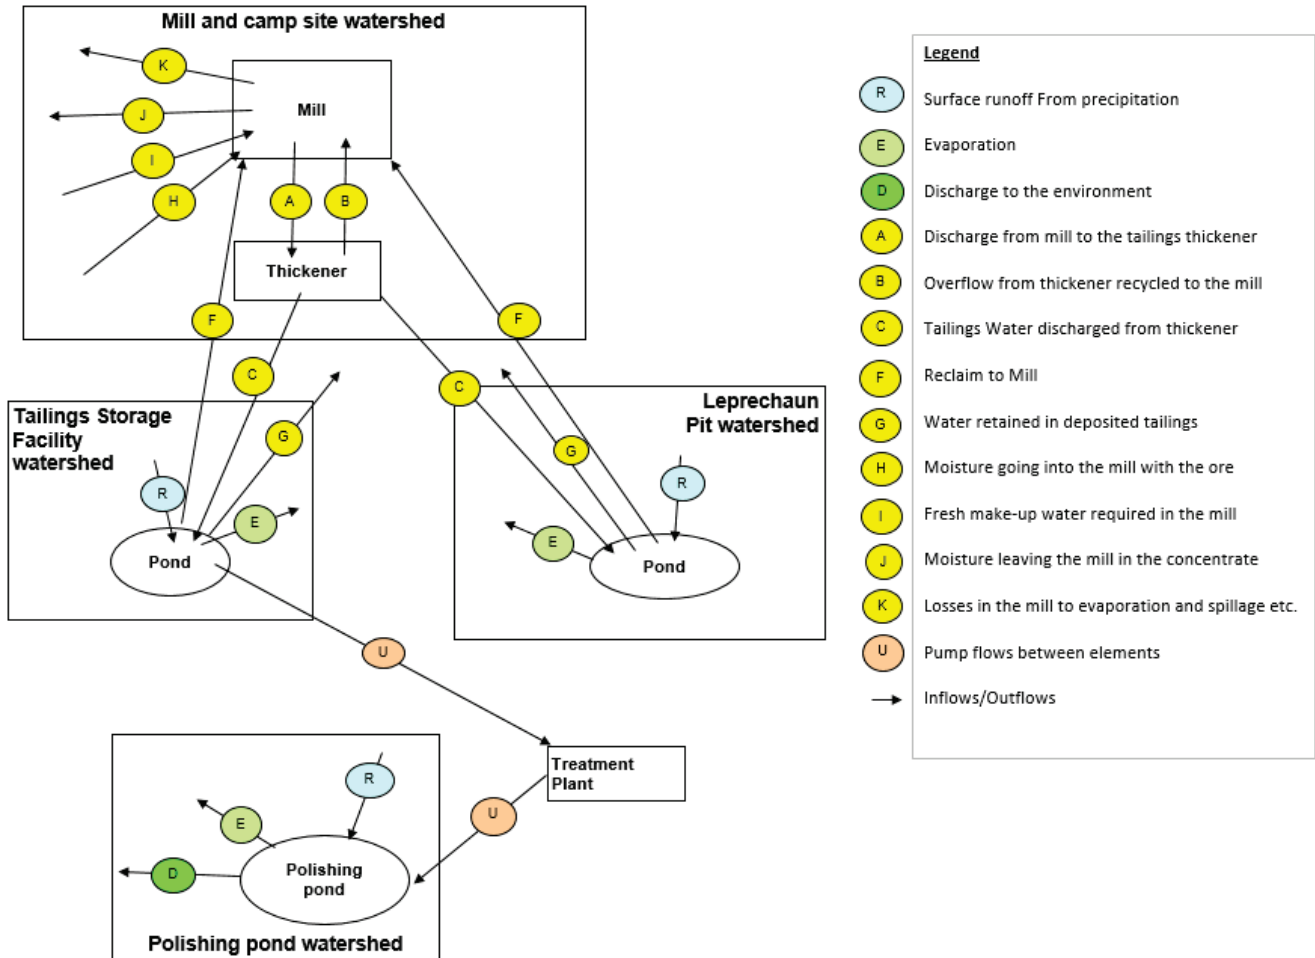 Mill and camp site watershed
K
Mill
J
I
H
A
B
Thickener
F
F
C
C
Tailings Storage
Facility
watershed
G
R
E
Pond
Leprechaun
Pit watershed
G
R
E
Pond
U
Treatment
Plant
U
R
E
D
Polishing
pond
Polishing pond watershed
Legend
R Surface runoff From precipitation
E Evaporation
D Discharge to the environment
A Discharge from mill to the tailings thickener
B Overflow from thickener recycled to the mill
C Tailings Water discharged from thickener
F Reclaim to Mill
G Water retained in deposited tailings
H Moisture going into the mill with the ore
I Fresh make-up water required in the mill
J Moisture leaving the mill in the concentrate
K Losses in the mill to evaporation and spillage etc.
U Pump flows between elements
Inflows/Outflows